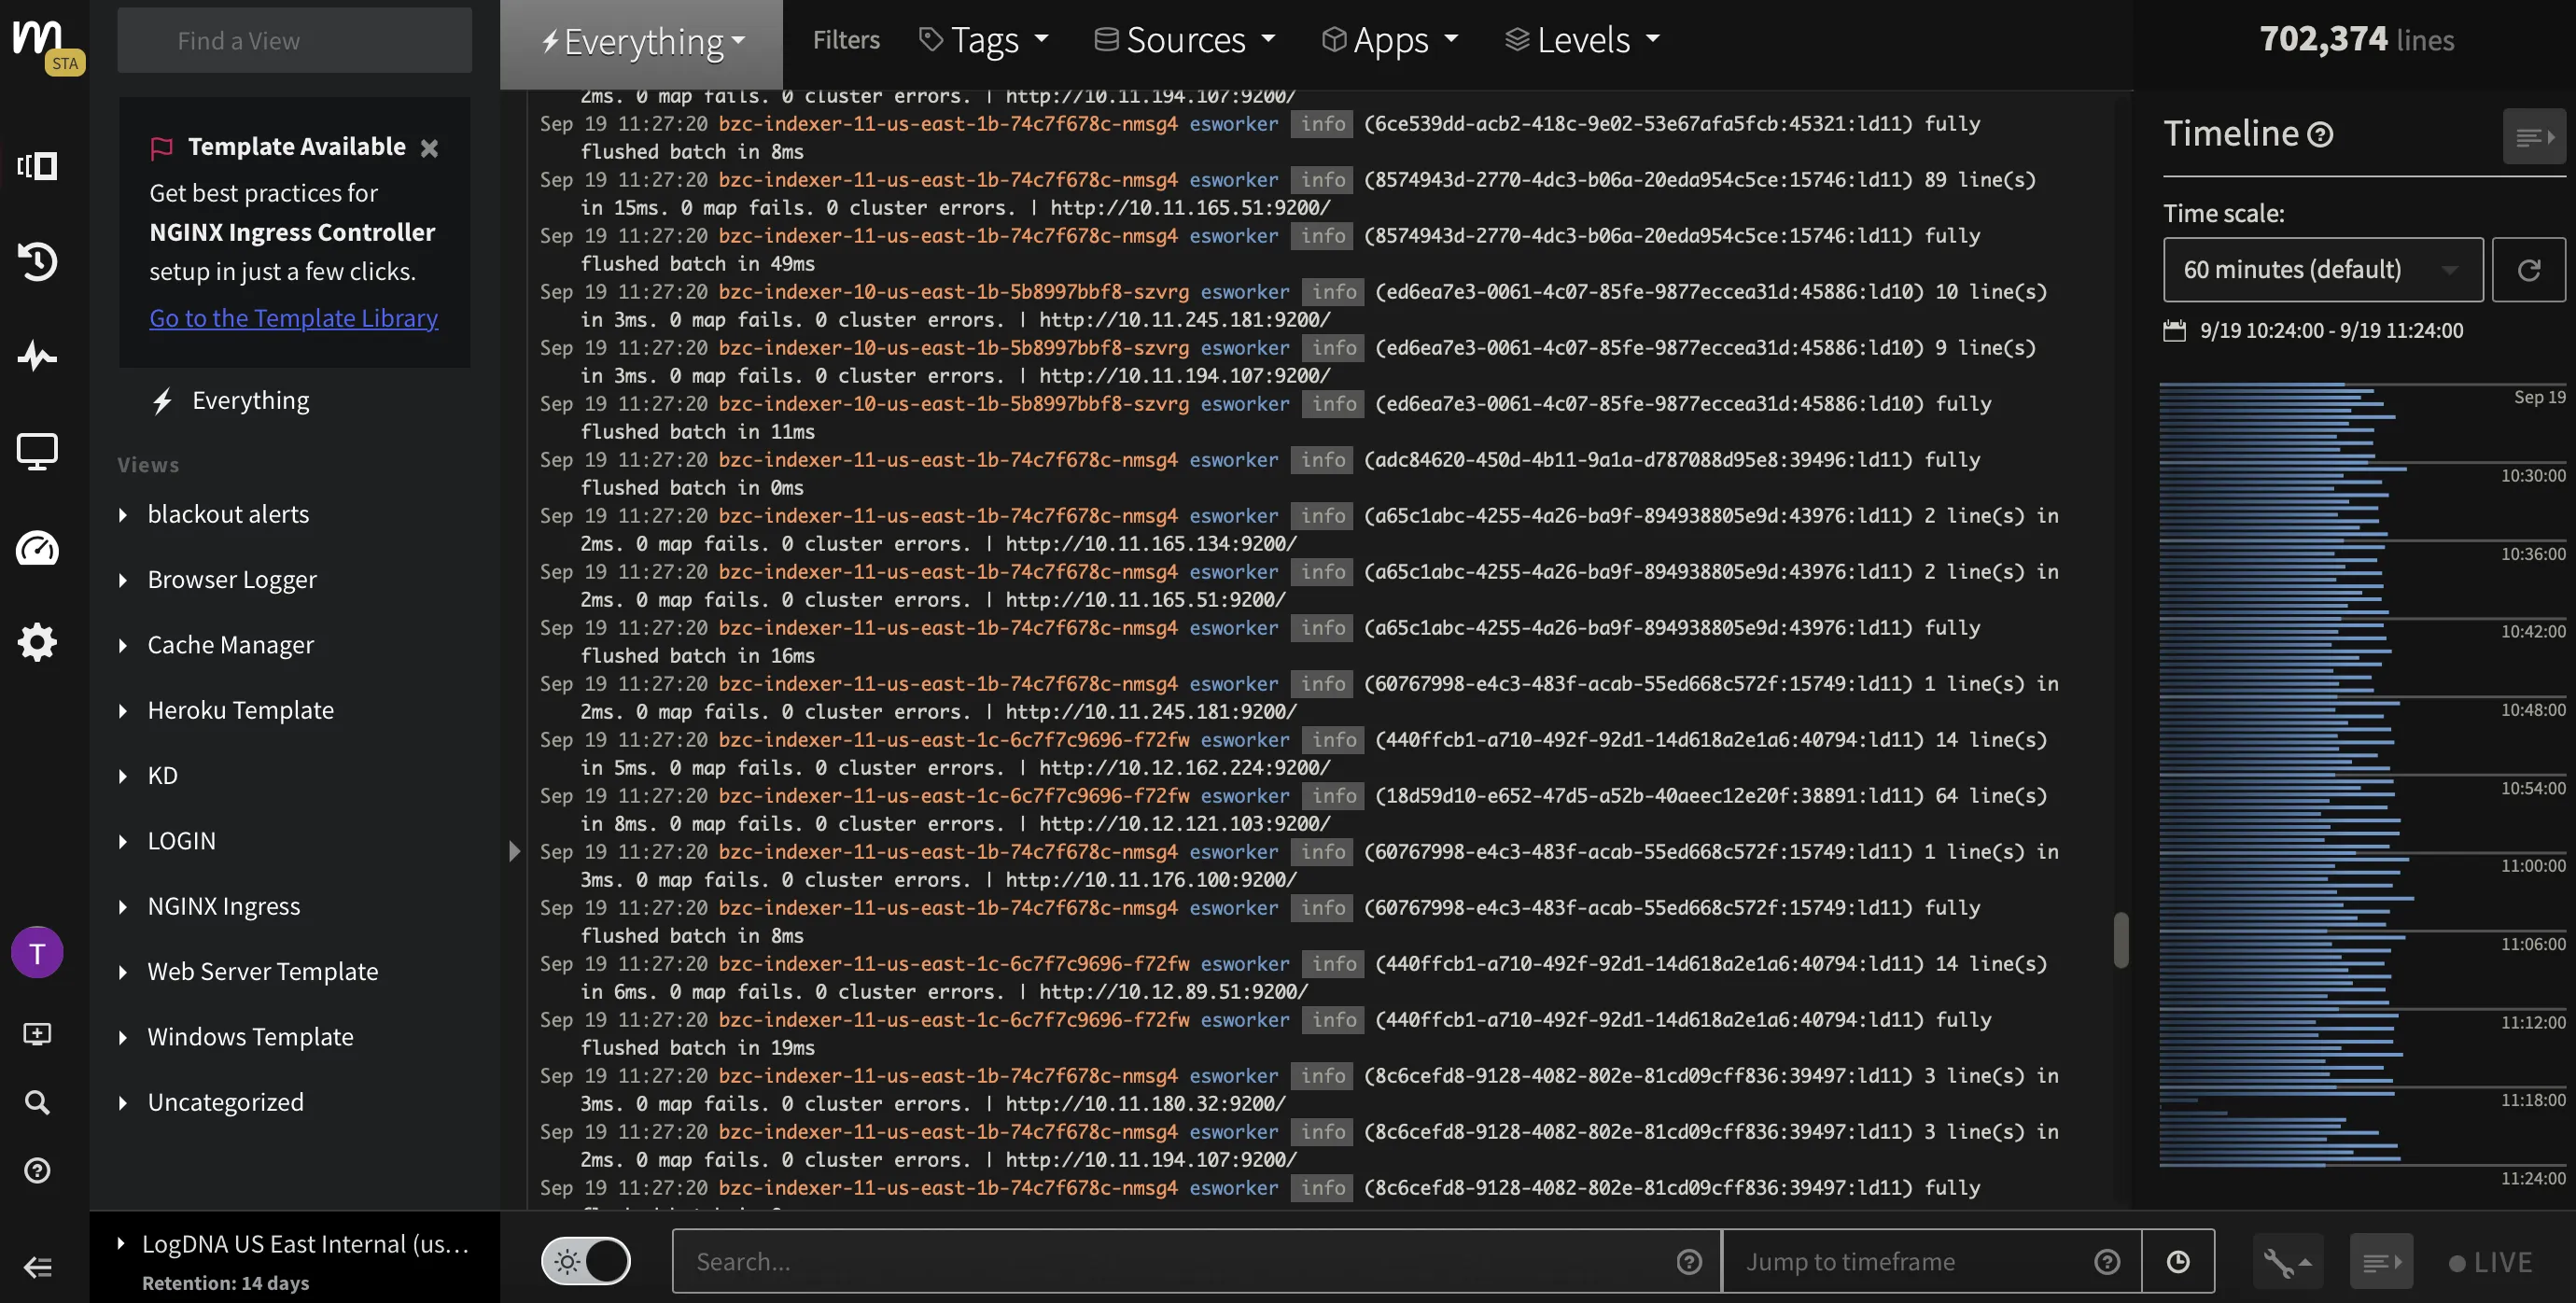 m
STA
Find a View
Template Available
Get best practices for
NGINX Ingress Controller
setup in just a few clicks.
Go to the Template Library
Everything
Views
blackout alerts
Browser Logger
Cache Manager
Heroku Template
KD
LOGIN
NGINX Ingress
Web Server Template
Windows Template
Uncategorized
T
LogDNA US East Internal (us...
Retention: 14 days
Everything Filters Tags Sources Apps Levels
2ms. 0 map fails. 0 cluster errors. | http://10.11.194.107:9200/
Sep 19 11:27:20 bzc-indexer-11-us-east-1b-74c7f678c-nmsg4 esworker info (6ce539dd-acb2-418c-9e02-53e67afa5fcb:45321:ld11) fully
flushed batch in 8ms
Sep 19 11:27:20 bzc-indexer-11-us-east-1b-74c7f678c-nmsg4 esworker info (8574943d-2770-4dc3-b06a-20eda954c5ce:15746:ld11) 89 line(s)
in 15ms. 0 map fails. 0 cluster errors. | http://10.11.165.51:9200/
Sep 19 11:27:20 bzc-indexer-11-us-east-1b-74c7f678c-nmsg4 esworker info (8574943d-2770-4dc3-b06a-20eda954c5ce:15746:ld11) fully
flushed batch in 49ms
Sep 19 11:27:20 bzc-indexer-10-us-east-1b-5b8997bbf8-szvrg esworker info (ed6ea7e3-0061-4c07-85fe-9877eccea31d:45886:ld10) 10 line(s)
in 3ms. 0 map fails. 0 cluster errors. | http://10.11.245.181:9200/
Sep 19 11:27:20 bzc-indexer-10-us-east-1b-5b8997bbf8-szvrg esworker info (ed6ea7e3-0061-4c07-85fe-9877eccea31d:45886:ld10) 9 line(s)
in 3ms. 0 map fails. 0 cluster errors. | http://10.11.194.107:9200/
Sep 19 11:27:20 bzc-indexer-10-us-east-1b-5b8997bbf8-szvrg esworker info (ed6ea7e3-0061-4c07-85fe-9877eccea31d:45886:ld10) fully
flushed batch in 11ms
Sep 19 11:27:20 bzc-indexer-11-us-east-1b-74c7f678c-nmsg4 esworker info (adc84620-450d-4b11-9a1a-d787088d95e8:39496:ld11) fully
flushed batch in 0ms
Sep 19 11:27:20 bzc-indexer-11-us-east-1b-74c7f678c-nmsg4 esworker info (a65c1abc-4255-4a26-ba9f-894938805e9d:43976:ld11) 2 line(s) in
2ms. 0 map fails. 0 cluster errors. | http://10.11.165.134:9200/
Sep 19 11:27:20 bzc-indexer-11-us-east-1b-74c7f678c-nmsg4 esworker info (a65c1abc-4255-4a26-ba9f-894938805e9d:43976:ld11) 2 line(s) in
2ms. 0 map fails. 0 cluster errors. | http://10.11.165.51:9200/
Sep 19 11:27:20 bzc-indexer-11-us-east-1b-74c7f678c-nmsg4 esworker info (a65c1abc-4255-4a26-ba9f-894938805e9d:43976:ld11) fully
flushed batch in 16ms
Sep 19 11:27:20 bzc-indexer-11-us-east-1b-74c7f678c-nmsg4 esworker info (60767998-e4c3-483f-acab-55ed668c572f:15749:ld11) 1 line(s) in
2ms. 0 map fails. 0 cluster errors. | http://10.11.245.181:9200/
Sep 19 11:27:20 bzc-indexer-11-us-east-1c-6c7f7c9696-f72fw esworker info (440ffcb1-a710-492f-92d1-14d618a2e1a6:40794:ld11) 14 line(s)
in 5ms. 0 map fails. 0 cluster errors. | http://10.12.162.224:9200/
Sep 19 11:27:20 bzc-indexer-11-us-east-1c-6c7f7c9696-f72fw esworker info (18d59d10-e652-47d5-a52b-40aeec12e20f:38891:ld11) 64 line(s)
in 8ms. 0 map fails. 0 cluster errors. | http://10.12.121.103:9200/
Sep 19 11:27:20 bzc-indexer-11-us-east-1b-74c7f678c-nmsg4 esworker info (60767998-e4c3-483f-acab-55ed668c572f:15749:ld11) 1 line(s) in
3ms. 0 map fails. 0 cluster errors. | http://10.11.176.100:9200/
Sep 19 11:27:20 bzc-indexer-11-us-east-1b-74c7f678c-nmsg4 esworker info (60767998-e4c3-483f-acab-55ed668c572f:15749:ld11) fully
flushed batch in 8ms
Sep 19 11:27:20 bzc-indexer-11-us-east-1c-6c7f7c9696-f72fw esworker info (440ffcb1-a710-492f-92d1-14d618a2e1a6:40794:ld11) 14 line(s)
in 6ms. 0 map fails. 0 cluster errors. | http://10.12.89.51:9200/
Sep 19 11:27:20 bzc-indexer-11-us-east-1c-6c7f7c9696-f72fw esworker info (440ffcb1-a710-492f-92d1-14d618a2e1a6:40794:ld11) fully
flushed batch in 19ms
Sep 19 11:27:20 bzc-indexer-11-us-east-1b-74c7f678c-nmsg4 esworker info (8c6cefd8-9128-4082-802e-81cd09cff836:39497:ld11) 3 line(s) in
3ms. 0 map fails. 0 cluster errors. | http://10.11.180.32:9200/
Sep 19 11:27:20 bzc-indexer-11-us-east-1b-74c7f678c-nmsg4 esworker info (8c6cefd8-9128-4082-802e-81cd09cff836:39497:ld11) 3 line(s) in
2ms. 0 map fails. 0 cluster errors. | http://10.11.194.107:9200/
Sep 19 11:27:20 bzc-indexer-11-us-east-1b-74c7f678c-nmsg4 esworker info (8c6cefd8-9128-4082-802e-81cd09cff836:39497:ld11) fully
Search...
Jump to timeframe
LIVE
702,374 lines
Timeline
Time scale:
60 minutes (default)
9/19 10:24:00 - 9/19 11:24:00
Sep 19
10:30:00
10:36:00
10:42:00
10:48:00
10:54:00
11:00:00
11:06:00
11:12:00
11:18:00
11:24:00